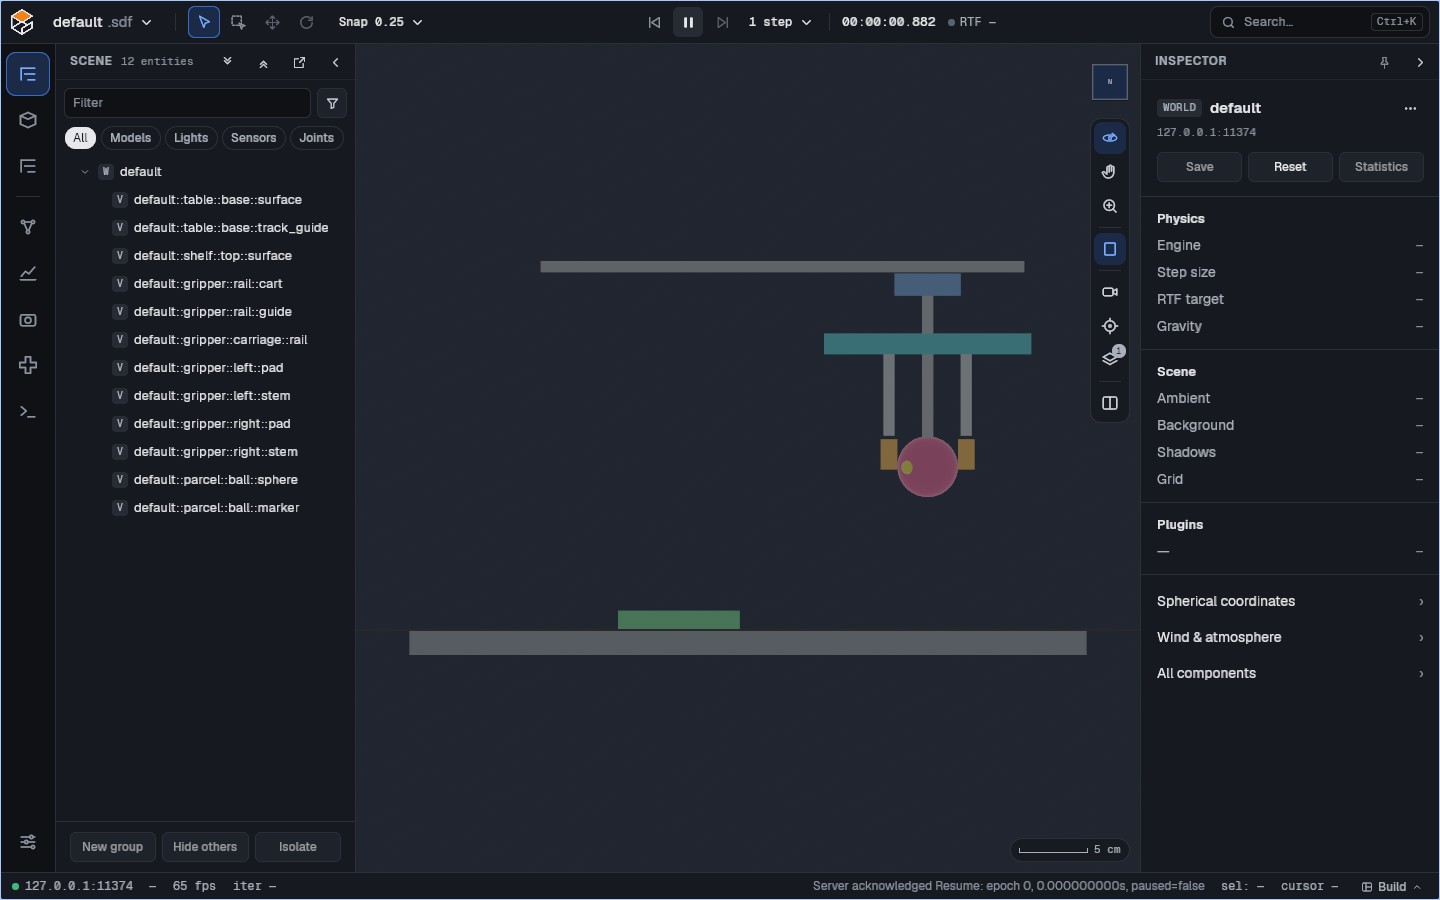 default .sdf
Snap 0.25
1 step
00:00:00.882
RTF –
Search...
Ctrl+K
SCENE 12 entities
Filter
All
Models
Lights
Sensors
Joints
W default
V default::table::base::surface
V default::table::base::track_guide
V default::shelf::top::surface
V default::gripper::rail::cart
V default::gripper::rail::guide
V default::gripper::carriage::rail
V default::gripper::left::pad
V default::gripper::left::stem
V default::gripper::right::pad
V default::gripper::right::stem
V default::parcel::ball::sphere
V default::parcel::ball::marker
New group
Hide others
Isolate
N
1
5 cm
INSPECTOR
WORLD default
127.0.0.1:11374
Save
Reset
Statistics
Physics
Engine –
Step size –
RTF target –
Gravity –
Scene
Ambient –
Background –
Shadows –
Grid –
Plugins
— –
Spherical coordinates
Wind & atmosphere
All components
127.0.0.1:11374 – 65 fps iter –
Server acknowledged Resume: epoch 0, 0.000000000s, paused=false
sel: –
cursor –
Build